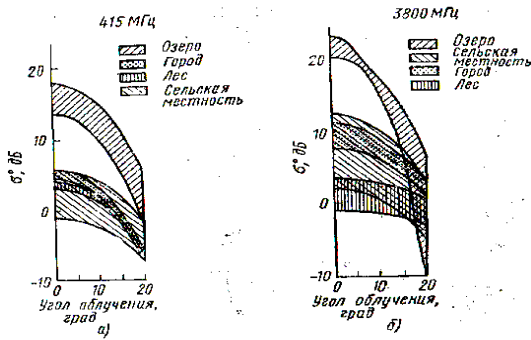 415 МГц
Озеро
Город
Лес
Сельская
местность
σ°, дБ
20
10
0
-10
0
10
20
Угол облучения,
град
а)
3800 МГц
Озеро
Сельская
местность
Город
Лес
σ°, дБ
20
10
0
-10
0
10
20
Угол облучения,
град
б)